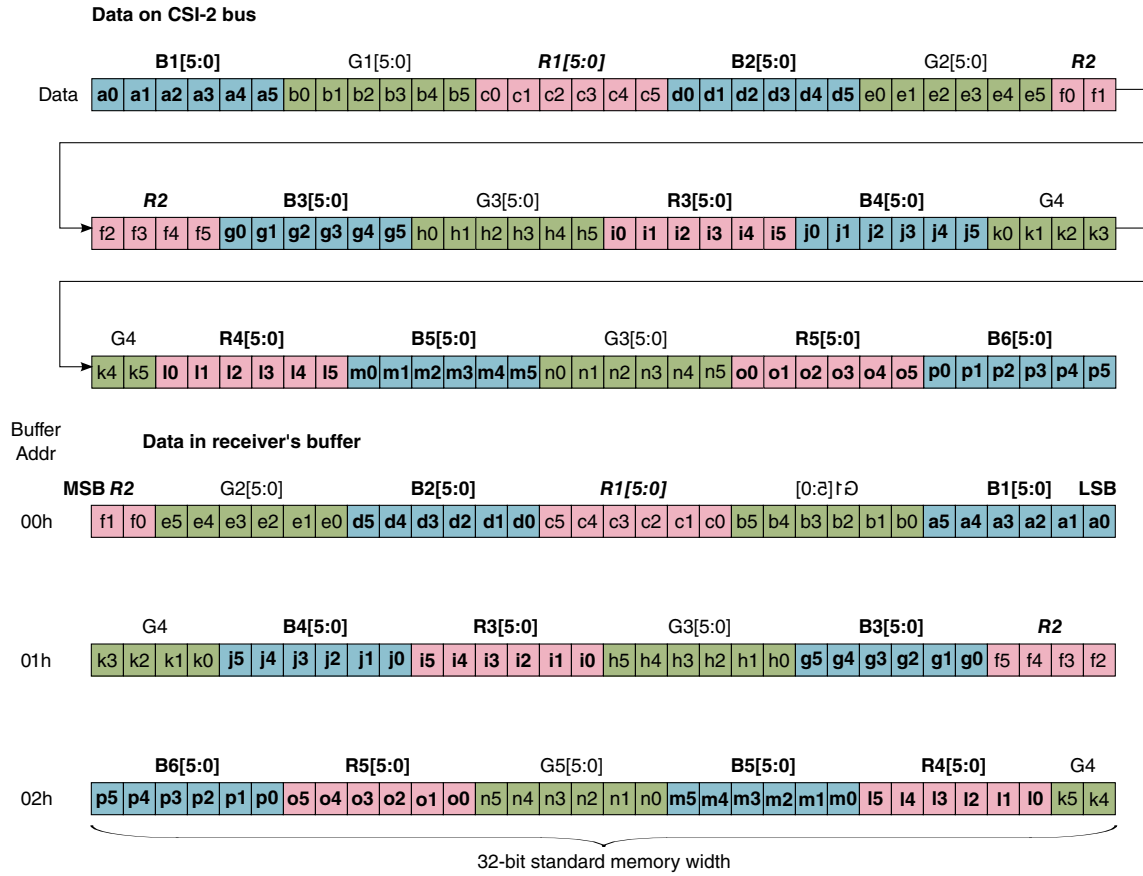 Data on CSI-2 bus
B1[5:0] G1[5:0] R1[5:0] B2[5:0] G2[5:0] R2
Data a0 a1 a2 a3 a4 a5 b0 b1 b2 b3 b4 b5 c0 c1 c2 c3 c4 c5 d0 d1 d2 d3 d4 d5 e0 e1 e2 e3 e4 e5 f0 f1
R2 B3[5:0] G3[5:0] R3[5:0] B4[5:0] G4
f2 f3 f4 f5 g0 g1 g2 g3 g4 g5 h0 h1 h2 h3 h4 h5 i0 i1 i2 i3 i4 i5 j0 j1 j2 j3 j4 j5 k0 k1 k2 k3
G4 R4[5:0] B5[5:0] G3[5:0] R5[5:0] B6[5:0]
k4 k5 l0 l1 l2 l3 l4 l5 m0 m1 m2 m3 m4 m5 n0 n1 n2 n3 n4 n5 o0 o1 o2 o3 o4 o5 p0 p1 p2 p3 p4 p5
Buffer
Addr
Data in receiver's buffer
MSB R2 G2[5:0] B2[5:0] R1[5:0] G1[5:0] B1[5:0] LSB
00h f1 f0 e5 e4 e3 e2 e1 e0 d5 d4 d3 d2 d1 d0 c5 c4 c3 c2 c1 c0 b5 b4 b3 b2 b1 b0 a5 a4 a3 a2 a1 a0
G4 B4[5:0] R3[5:0] G3[5:0] B3[5:0] R2
01h k3 k2 k1 k0 j5 j4 j3 j2 j1 j0 i5 i4 i3 i2 i1 i0 h5 h4 h3 h2 h1 h0 g5 g4 g3 g2 g1 g0 f5 f4 f3 f2
B6[5:0] R5[5:0] G5[5:0] B5[5:0] R4[5:0] G4
02h p5 p4 p3 p2 p1 p0 o5 o4 o3 o2 o1 o0 n5 n4 n3 n2 n1 n0 m5 m4 m3 m2 m1 m0 l5 l4 l3 l2 l1 l0 k5 k4
32-bit standard memory width